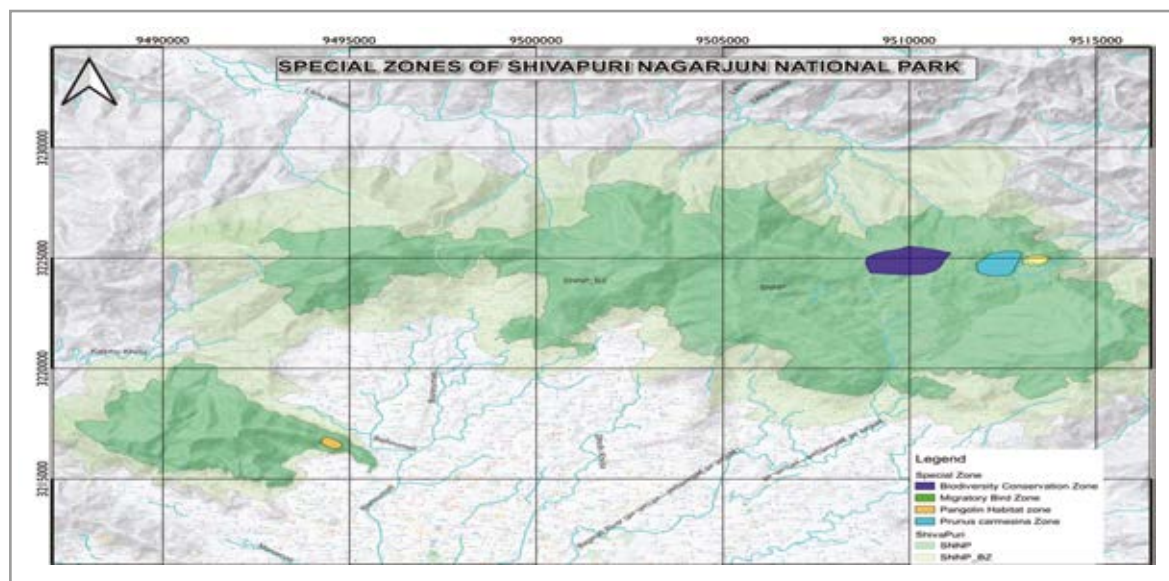 9490000 9495000 9500000 9505000 9510000 9515000
SPECIAL ZONES OF SHIVAPURI NAGARJUN NATIONAL PARK
3230000
3225000
SNNP_BZ
SNNP
3220000
3215000
Legend
Special Zone
Biodiversity Conservation Zone
Migratory Bird Zone
Pangolin Habitat zone
Prunus carmesina Zone
ShivaPuri
SNNP
SNNP_BZ